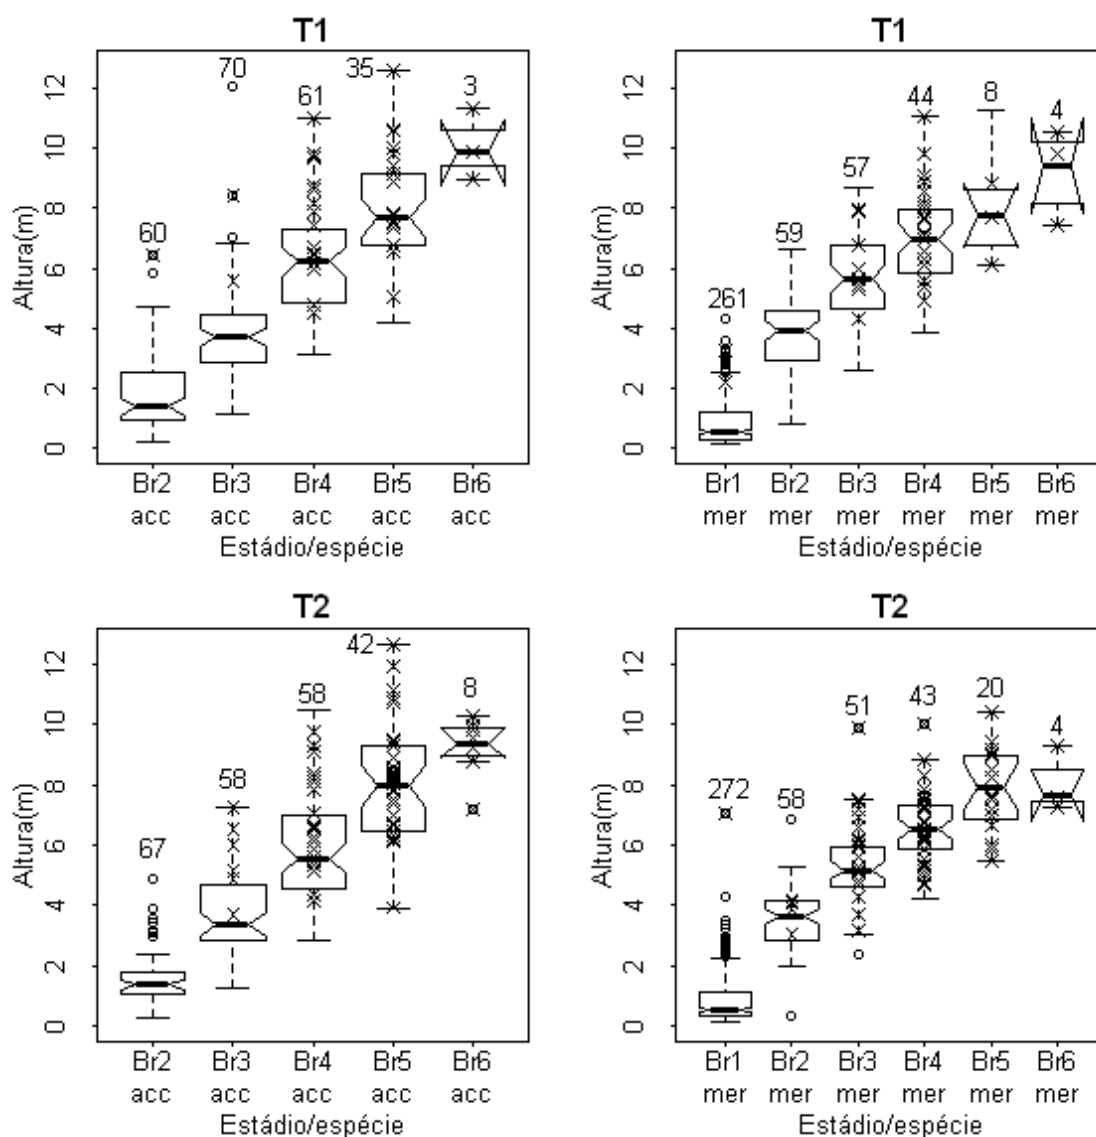 T1
Altura(m)
12
10
8
6
4
2
0
60
70
61
35
3
Br2 Br3 Br4 Br5 Br6
acc acc acc acc acc
Estádio/espécie
T1
Altura(m)
12
10
8
6
4
2
0
261
59
57
44
8
4
Br1 Br2 Br3 Br4 Br5 Br6
mer mer mer mer mer mer
Estádio/espécie
T2
Altura(m)
12
10
8
6
4
2
0
67
58
58
42
8
Br2 Br3 Br4 Br5 Br6
acc acc acc acc acc
Estádio/espécie
T2
Altura(m)
12
10
8
6
4
2
0
272
58
51
43
20
4
Br1 Br2 Br3 Br4 Br5 Br6
mer mer mer mer mer mer
Estádio/espécie